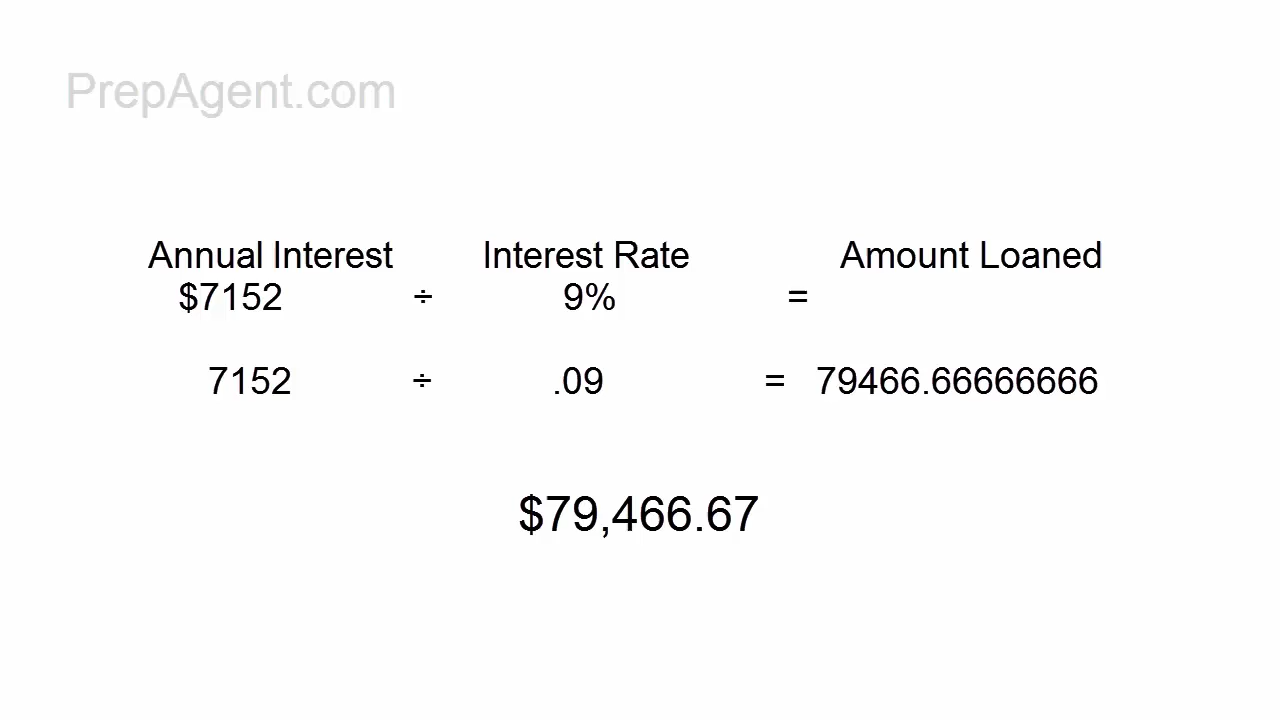 PrepAgent.com
Annual Interest Interest Rate Amount Loaned
$7152 ÷ 9% =
7152 ÷ .09 = 79466.66666666
$79,466.67